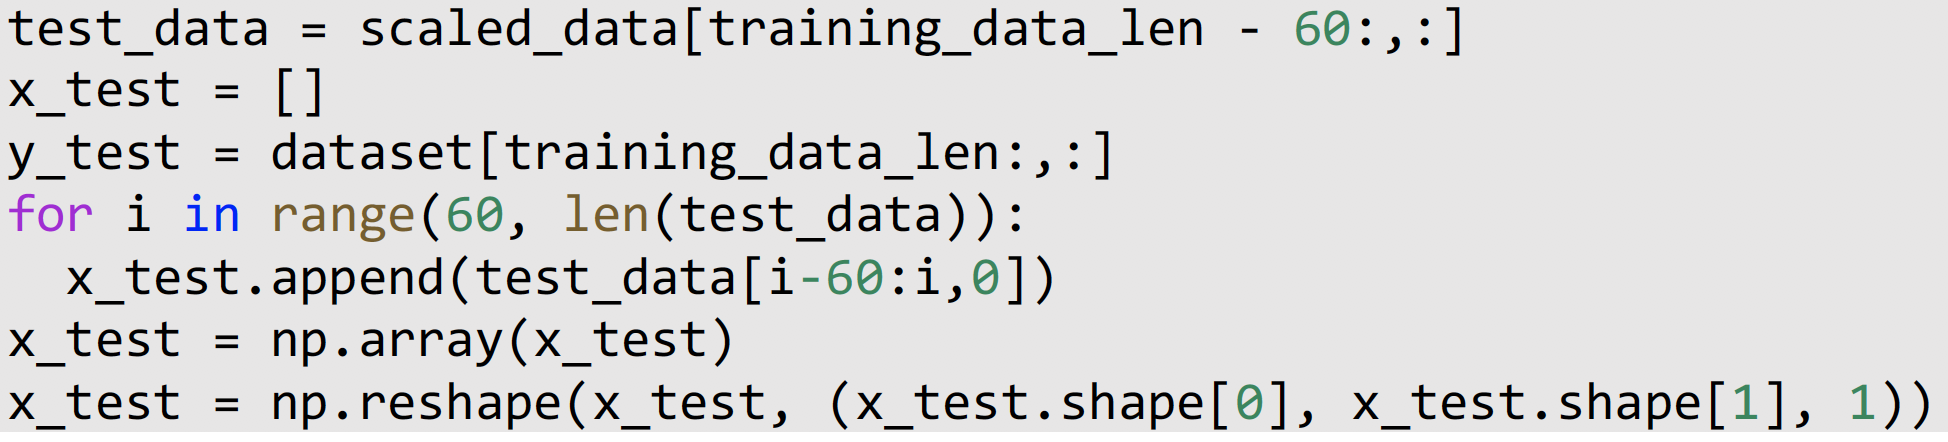 test_data = scaled_data[training_data_len - 60:,:]
x_test = []
y_test = dataset[training_data_len:,:]
for i in range(60, len(test_data)):
  x_test.append(test_data[i-60:i,0])
x_test = np.array(x_test)
x_test = np.reshape(x_test, (x_test.shape[0], x_test.shape[1], 1))